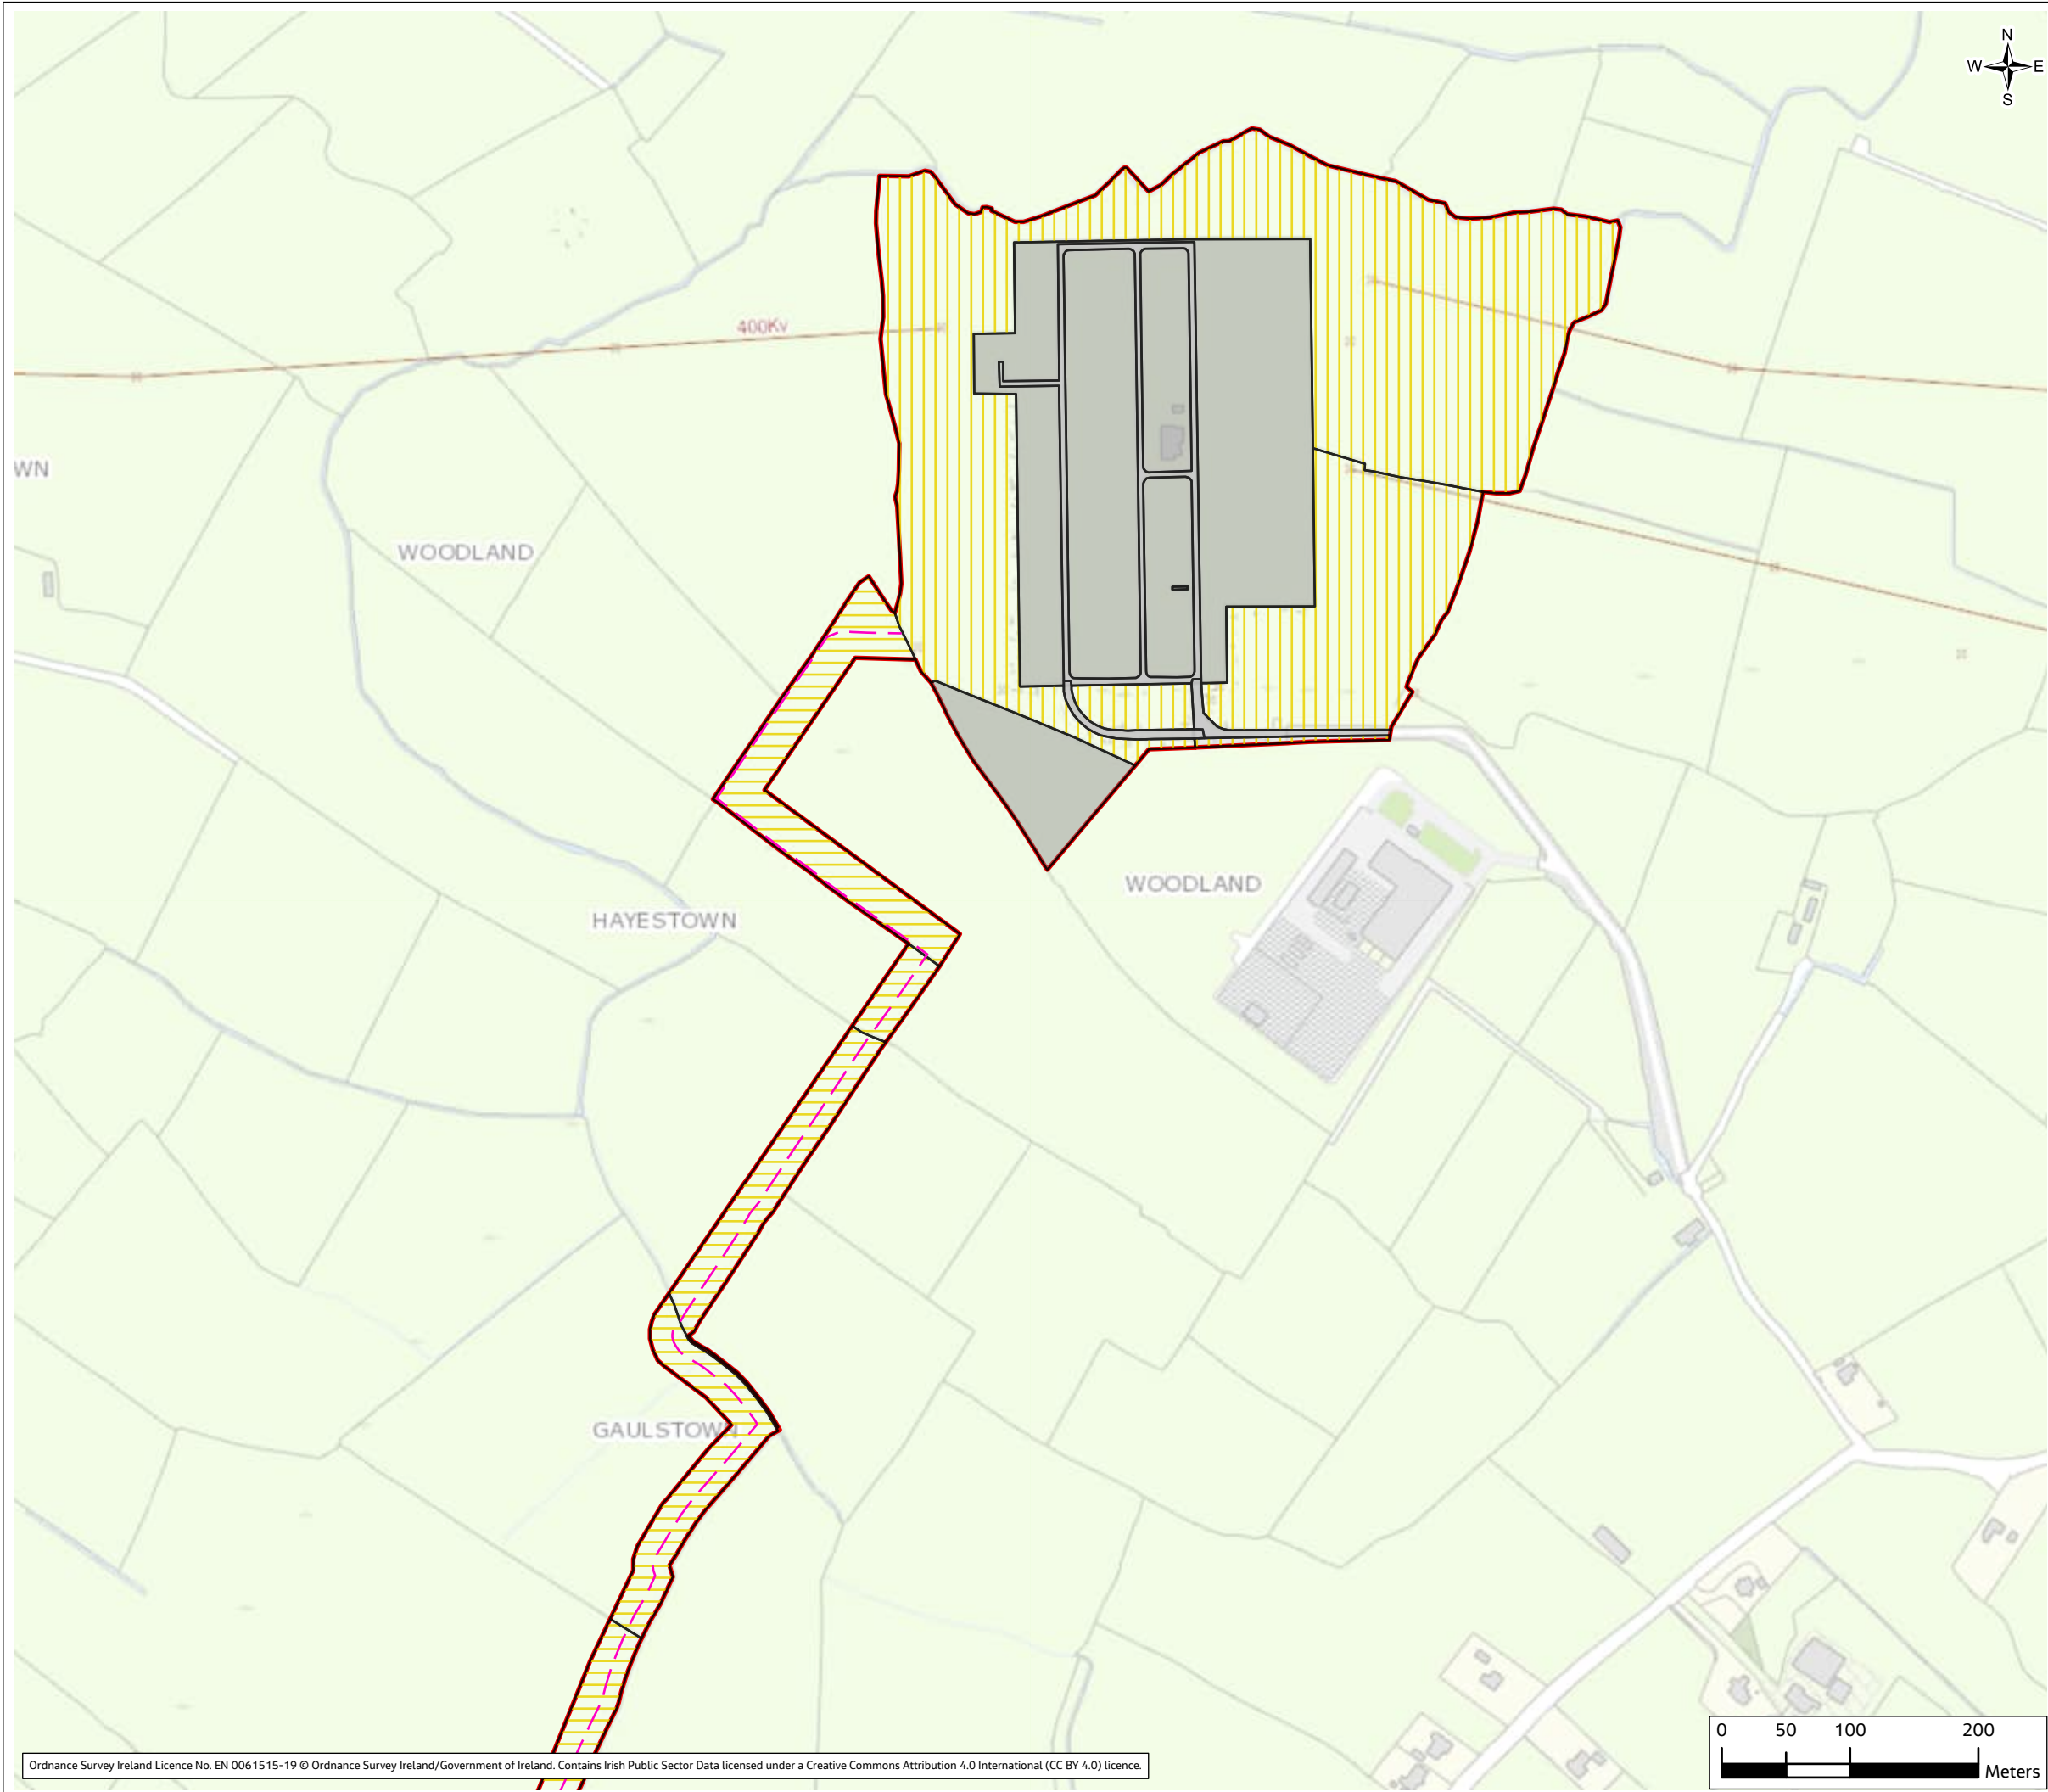 N
W E
S
400Kv
WN
WOODLAND
WOODLAND
HAYESTOWN
GAULSTOWN
0 50 100 200
Meters
Ordnance Survey Ireland Licence No. EN 0061515-19 © Ordnance Survey Ireland/Government of Ireland. Contains Irish Public Sector Data licensed under a Creative Commons Attribution 4.0 International (CC BY 4.0) licence.